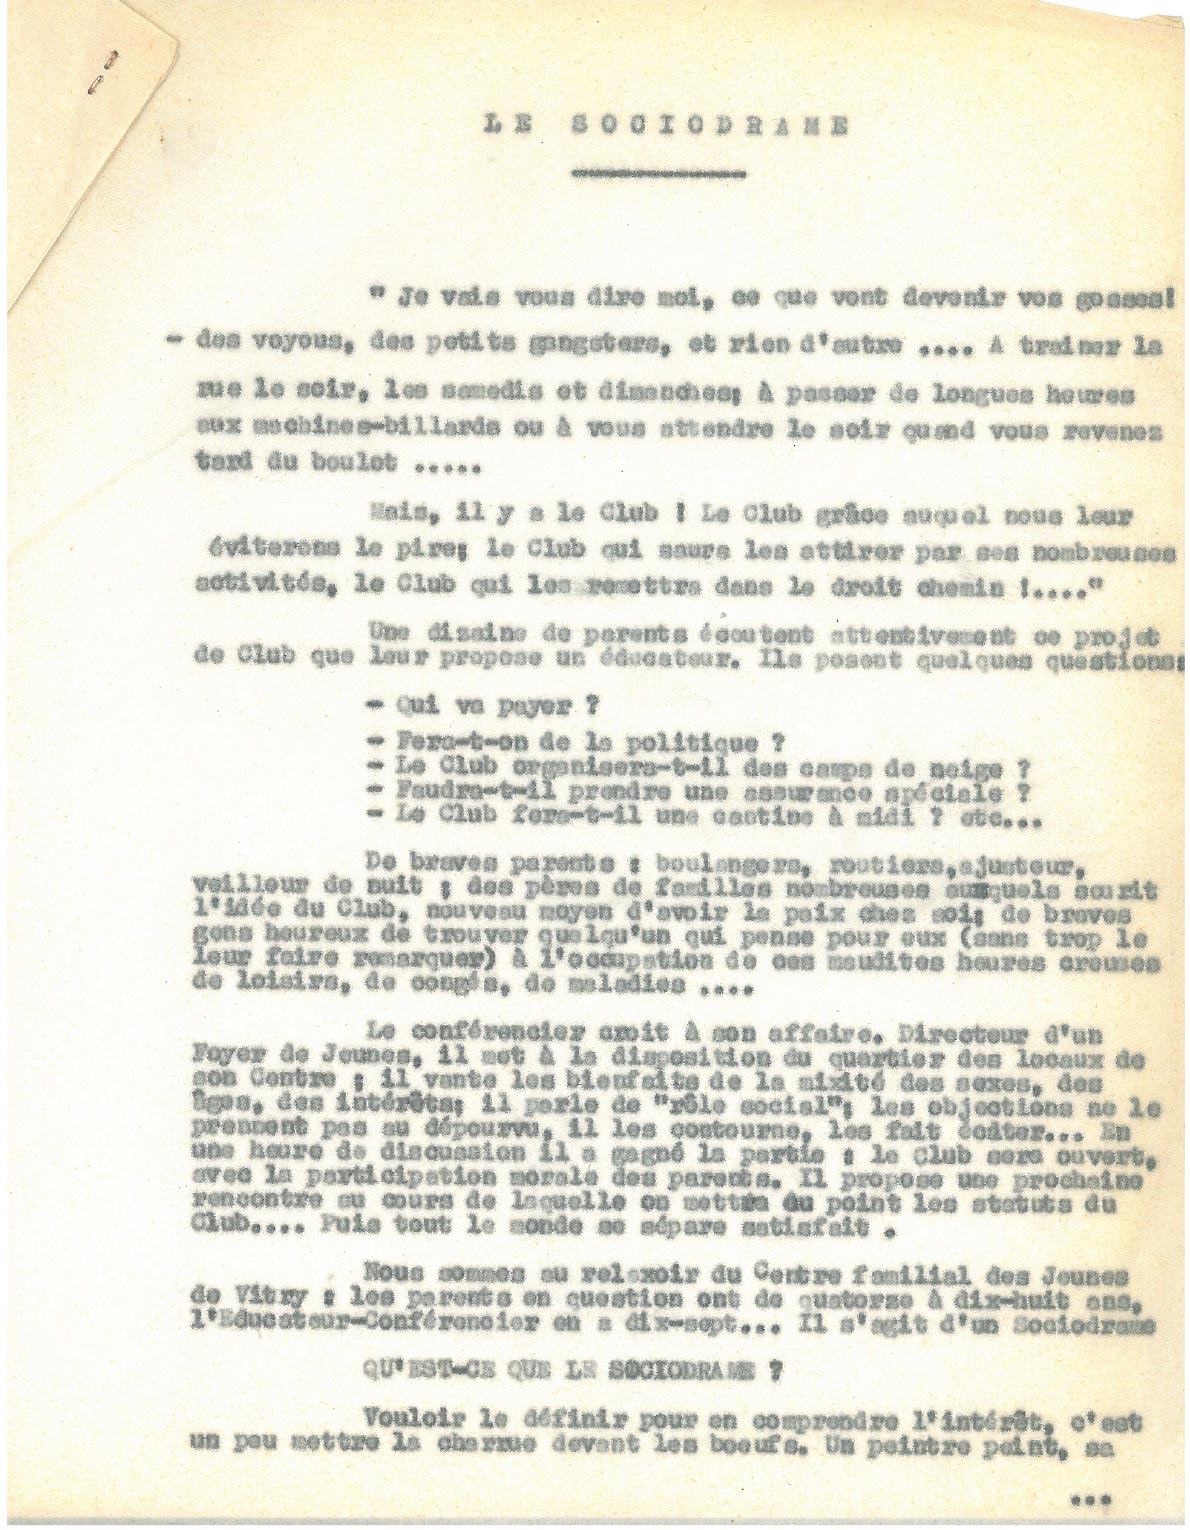 LE SOCIODRAME
" Je vais vous dire moi, ce que vont devenir vos gosses!
- des voyous, des petits gangsters, et rien d'autre .... A trainer la
rue le soir, les samedis et dimanches; à passer de longues heures
aux machines-billards ou à vous attendre le soir quand vous revenez
tard du boulot .....
Mais, il y a le Club ! Le Club grâce auquel nous leur
éviterons le pire; le Club qui saura les attirer par ses nombreuses
activités, le Club qui les remettra dans le droit chemin !...."
Une dizaine de parents écoutent attentivement ce projet
de Club que leur propose un éducateur. Ils posent quelques questions:
- Qui va payer ?
- Fera-t-on de la politique ?
- Le Club organisera-t-il des camps de neige ?
- Faudra-t-il prendre une assurance spéciale ?
- Le Club fera-t-il une cantine à midi ? etc...
De braves parents : boulangers, routiers,ajusteur,
veilleur de nuit ; des pères de familles nombreuses auxquels sourit
l'idée du Club, nouveau moyen d'avoir la paix chez soi; de braves
gens heureux de trouver quelqu'un qui pense pour eux (sans trop le
leur faire remarquer) à l'occupation de ces maudites heures creuses
de loisirs, de congés, de maladies ....
Le conférencier croit à son affaire. Directeur d'un
Foyer de Jeunes, il met à la disposition du quartier des locaux de
son Centre ; il vante les bienfaits de la mixité des sexes, des
âges, des intérêts; il parle de "rôle social"; les objections ne le
prennent pas au dépourvu, il les contourne, les fait éclater... En
une heure de discussion il a gagné la partie : le Club sera ouvert,
avec la participation morale des parents. Il propose une prochaine
rencontre au cours de laquelle on mettra au point les statuts du
Club.... Puis tout le monde se sépare satisfait .
Nous sommes au relaxoir du Centre familial des Jeunes
de Vitry : les parents en question ont de quatorze à dix-huit ans,
l'Educateur-Conférencier en a dix-sept... Il s'agit d'un Sociodrame
QU'EST-CE QUE LE SOCIODRAME ?
Vouloir le définir pour en comprendre l'intérêt, c'est
un peu mettre la charrue devant les boeufs. Un peintre peint, sa
...